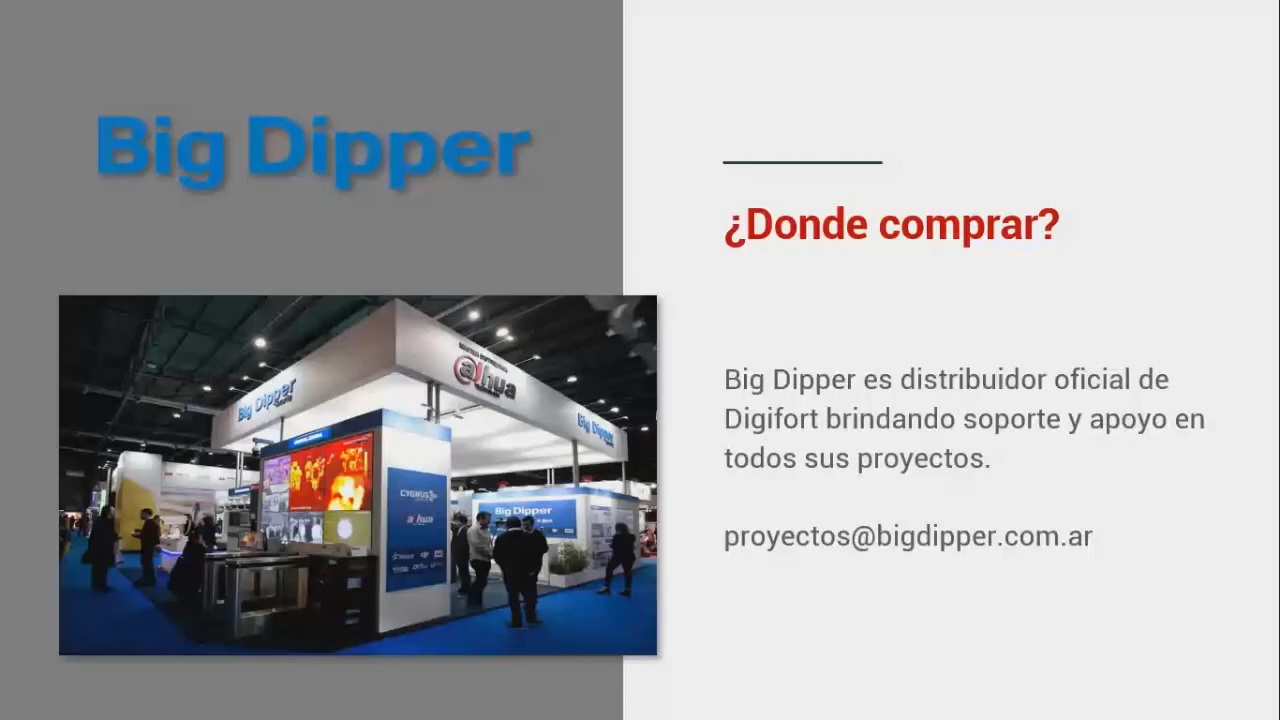 Big Dipper
¿Donde comprar?
Big Dipper es distribuidor oficial de
Digifort brindando soporte y apoyo en
todos sus proyectos.
proyectos@bigdipper.com.ar
Big Dipper
alhua
Big Dipper
CYGNUS
alhua
Big Dipper